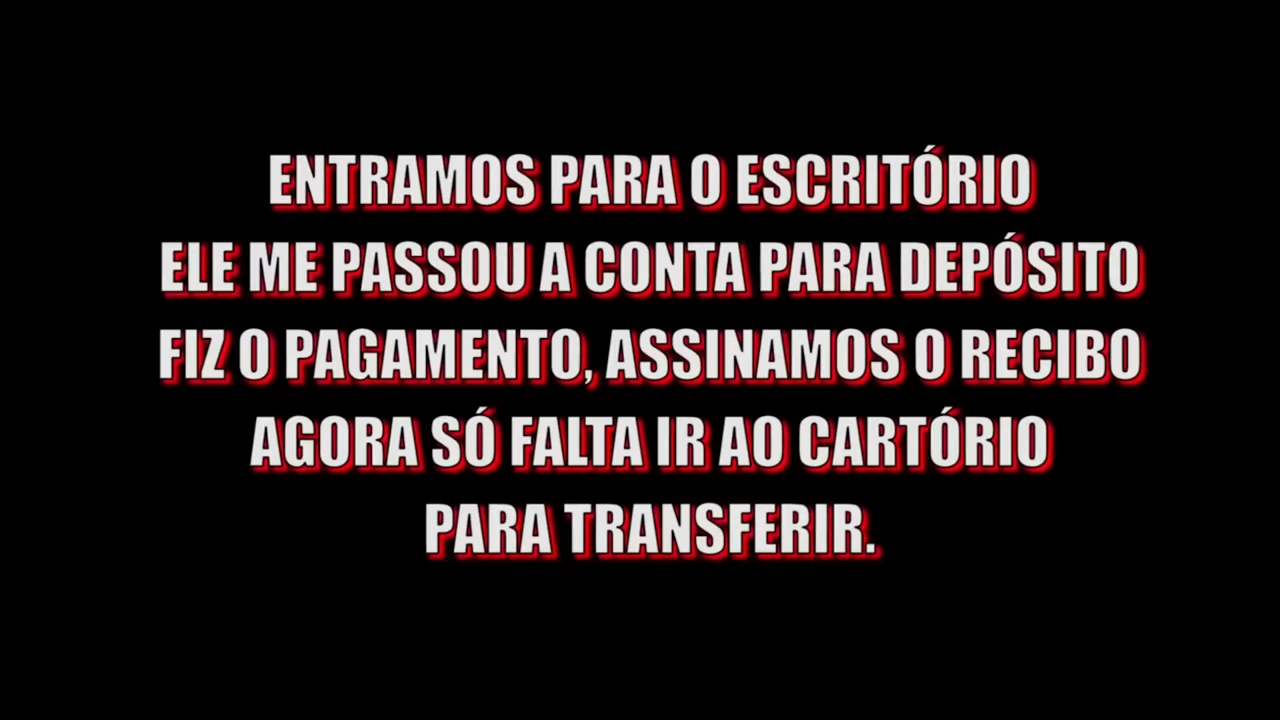 ENTRAMOS PARA O ESCRITÓRIO
ELE ME PASSOU A CONTA PARA DEPÓSITO
FIZ O PAGAMENTO, ASSINAMOS O RECIBO
AGORA SÓ FALTA IR AO CARTÓRIO
PARA TRANSFERIR.